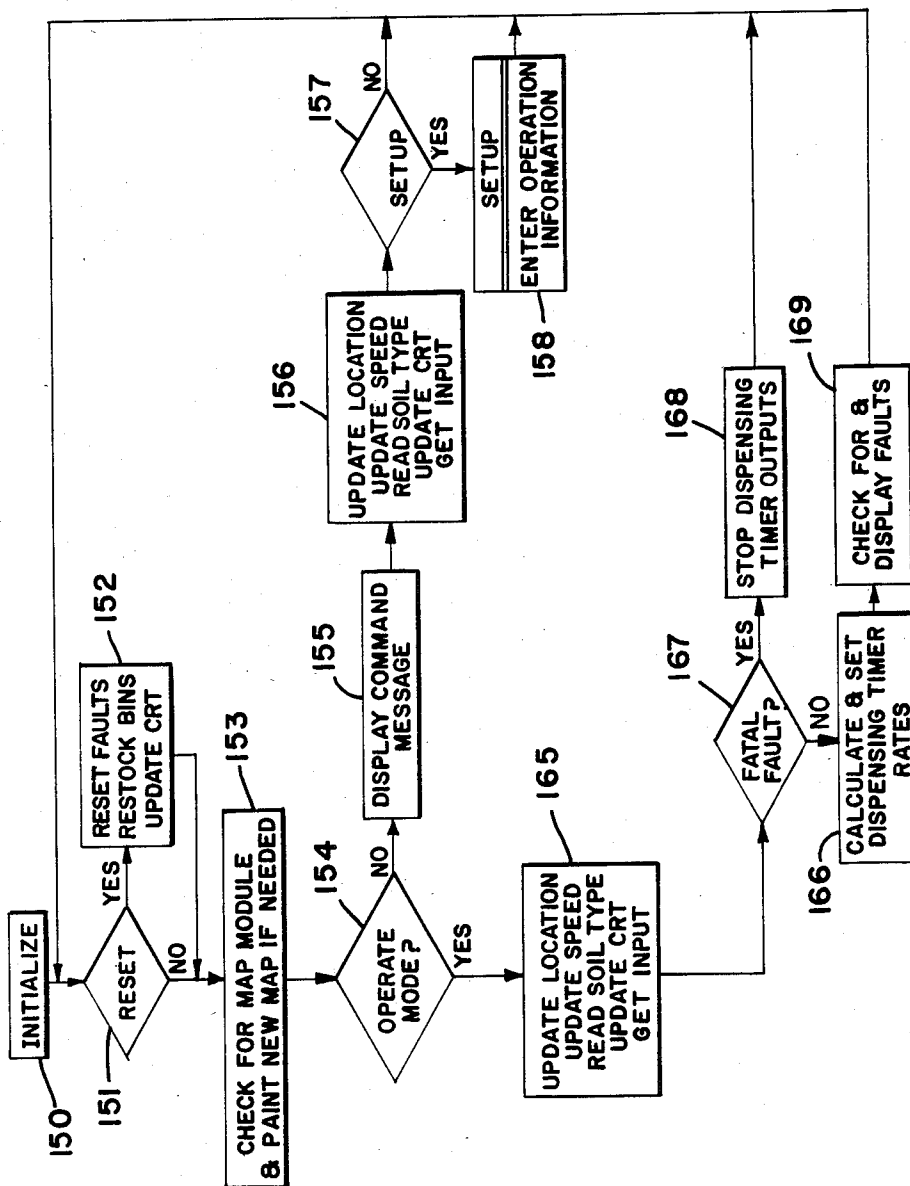 INITIALIZE
150
RESET
151
YES
NO
RESET FAULTS
RESTOCK BINS
UPDATE CRT
152
CHECK FOR MAP MODULE
& PAINT NEW MAP IF NEEDED
153
OPERATE
MODE?
154
NO
YES
DISPLAY COMMAND
MESSAGE
155
UPDATE LOCATION
UPDATE SPEED
READ SOIL TYPE
UPDATE CRT
GET INPUT
156
SETUP
157
NO
YES
SETUP
ENTER OPERATION
INFORMATION
158
UPDATE LOCATION
UPDATE SPEED
READ SOIL TYPE
UPDATE CRT
GET INPUT
165
FATAL
FAULT?
167
YES
NO
STOP DISPENSING
TIMER OUTPUTS
168
CALCULATE & SET
DISPENSING TIMER
RATES
166
CHECK FOR &
DISPLAY FAULTS
169